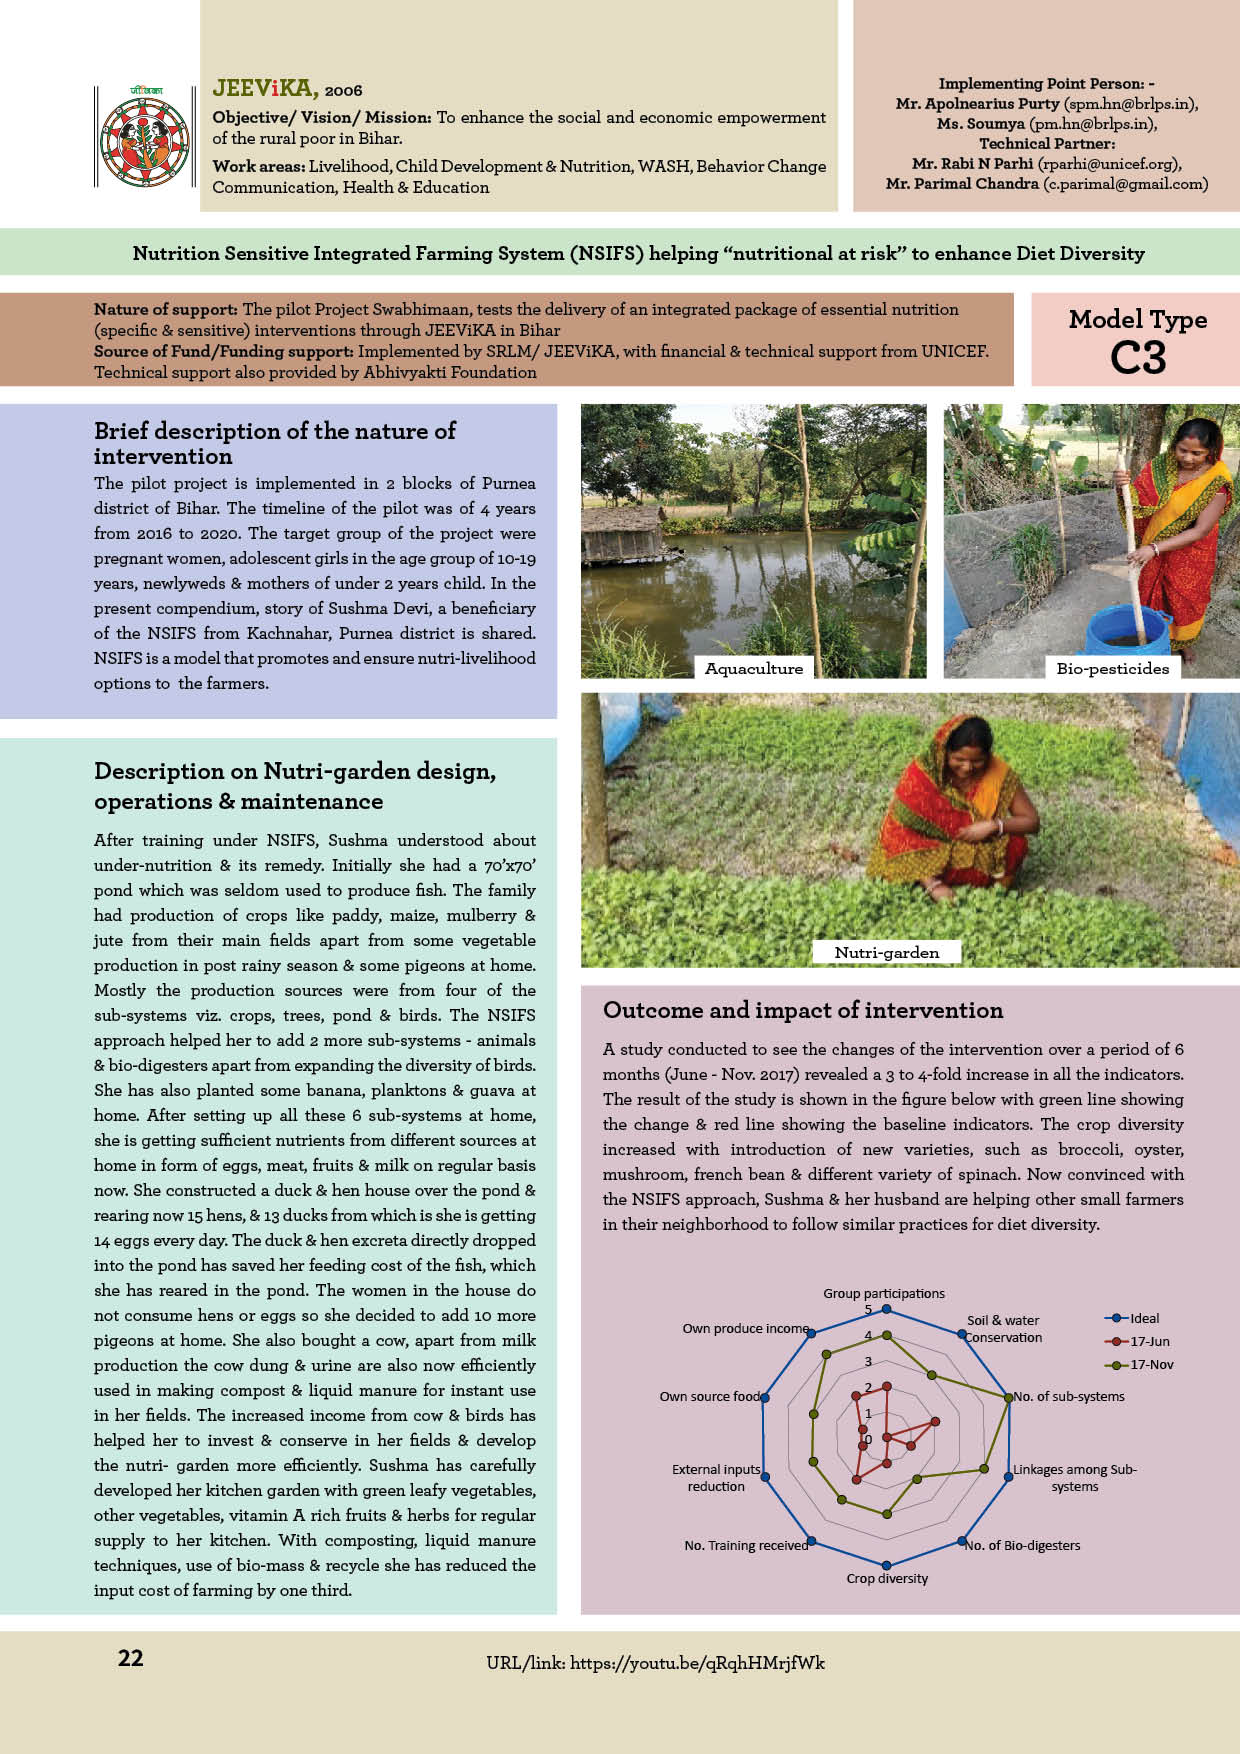 जीविका
JEEViKA, 2006
Objective/ Vision/ Mission: To enhance the social and economic empowerment
of the rural poor in Bihar.
Work areas: Livelihood, Child Development & Nutrition, WASH, Behavior Change
Communication, Health & Education
Implementing Point Person: -
Mr. Apolnearius Purty (spm.hn@brlps.in),
Ms. Soumya (pm.hn@brlps.in),
Technical Partner:
Mr. Rabi N Parhi (rparhi@unicef.org),
Mr. Parimal Chandra (c.parimal@gmail.com)
Nutrition Sensitive Integrated Farming System (NSIFS) helping “nutritional at risk” to enhance Diet Diversity
Nature of support: The pilot Project Swabhimaan, tests the delivery of an integrated package of essential nutrition
(specific & sensitive) interventions through JEEViKA in Bihar
Source of Fund/Funding support: Implemented by SRLM/ JEEViKA, with financial & technical support from UNICEF.
Technical support also provided by Abhivyakti Foundation
Model Type
C3
Brief description of the nature of
intervention
The pilot project is implemented in 2 blocks of Purnea
district of Bihar. The timeline of the pilot was of 4 years
from 2016 to 2020. The target group of the project were
pregnant women, adolescent girls in the age group of 10-19
years, newlyweds & mothers of under 2 years child. In the
present compendium, story of Sushma Devi, a beneficiary
of the NSIFS from Kachnahar, Purnea district is shared.
NSIFS is a model that promotes and ensure nutri-livelihood
options to the farmers.
Aquaculture
Bio-pesticides
Nutri-garden
Description on Nutri-garden design,
operations & maintenance
After training under NSIFS, Sushma understood about
under-nutrition & its remedy. Initially she had a 70’x70’
pond which was seldom used to produce fish. The family
had production of crops like paddy, maize, mulberry &
jute from their main fields apart from some vegetable
production in post rainy season & some pigeons at home.
Mostly the production sources were from four of the
sub-systems viz. crops, trees, pond & birds. The NSIFS
approach helped her to add 2 more sub-systems - animals
& bio-digesters apart from expanding the diversity of birds.
She has also planted some banana, planktons & guava at
home. After setting up all these 6 sub-systems at home,
she is getting sufficient nutrients from different sources at
home in form of eggs, meat, fruits & milk on regular basis
now. She constructed a duck & hen house over the pond &
rearing now 15 hens, & 13 ducks from which is she is getting
14 eggs every day. The duck & hen excreta directly dropped
into the pond has saved her feeding cost of the fish, which
she has reared in the pond. The women in the house do
not consume hens or eggs so she decided to add 10 more
pigeons at home. She also bought a cow, apart from milk
production the cow dung & urine are also now efficiently
used in making compost & liquid manure for instant use
in her fields. The increased income from cow & birds has
helped her to invest & conserve in her fields & develop
the nutri- garden more efficiently. Sushma has carefully
developed her kitchen garden with green leafy vegetables,
other vegetables, vitamin A rich fruits & herbs for regular
supply to her kitchen. With composting, liquid manure
techniques, use of bio-mass & recycle she has reduced the
input cost of farming by one third.
Outcome and impact of intervention
A study conducted to see the changes of the intervention over a period of 6
months (June - Nov. 2017) revealed a 3 to 4-fold increase in all the indicators.
The result of the study is shown in the figure below with green line showing
the change & red line showing the baseline indicators. The crop diversity
increased with introduction of new varieties, such as broccoli, oyster,
mushroom, french bean & different variety of spinach. Now convinced with
the NSIFS approach, Sushma & her husband are helping other small farmers
in their neighborhood to follow similar practices for diet diversity.
Group participations
Soil & water
Conservation
No. of sub-systems
Linkages among Sub-
systems
No. of Bio-digesters
Crop diversity
No. Training received
External inputs
reduction
Own source food
Own produce income
5
4
3
2
1
0
Ideal
17-Jun
17-Nov
22
URL/link: https://youtu.be/qRqhHMrjfWk